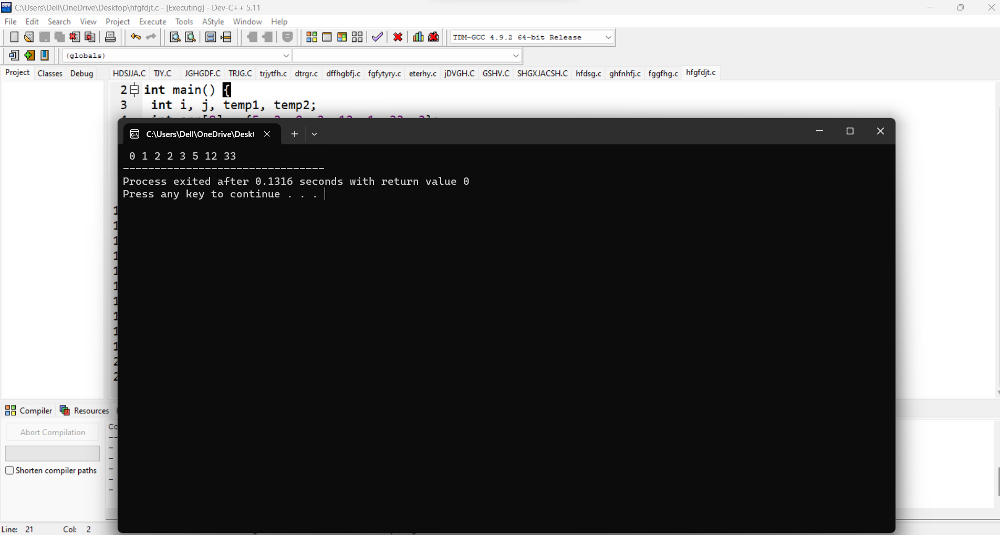 C:\Users\Dell\OneDrive\Desktop\hfgfdjt.c - [Executing] - Dev-C++ 5.11
File Edit Search View Project Execute Tools AStyle Window Help
TDM-GCC 4.9.2 64-bit Release
(globals)
Project Classes Debug HDSJJA.C TJY.C JGHGDF.C TRJG.C trjytfh.c dtrgr.c dffhgbfj.c fgfytyry.c eterhy.c jDVGH.C GSHV.C SHGXJACSH.C hfdsg.c ghfnhfj.c fggfhg.c hfgfdjt.c
2 int main() {
3 int i, j, temp1, temp2;
C:\Users\Dell\OneDrive\Deskt
0 1 2 2 3 5 12 33
--------------------------------
Process exited after 0.1316 seconds with return value 0
Press any key to continue . . .
Compiler Resources
Abort Compilation
Shorten compiler paths
Line: 21 Col: 2